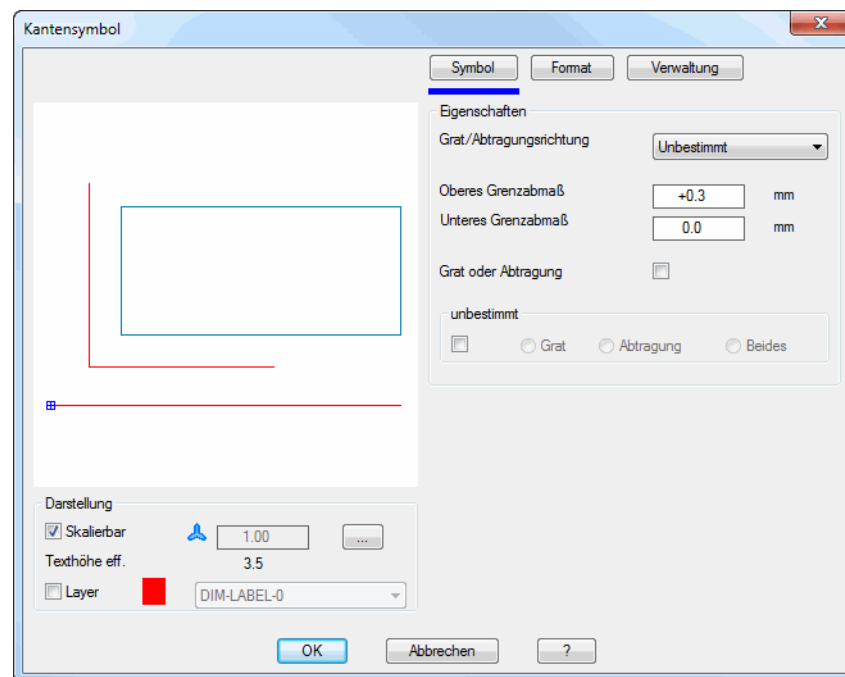 Kantensymbol
Symbol Format Verwaltung
Eigenschaften
Grat/Abtragungsrichtung Unbestimmt
Oberes Grenzabmaß +0.3 mm
Unteres Grenzabmaß 0.0 mm
Grat oder Abtragung
unbestimmt
Grat Abtragung Beides
Darstellung
Skalierbar 1.00 ...
Texthöhe eff. 3.5
Layer DIM-LABEL-0
OK Abbrechen ?